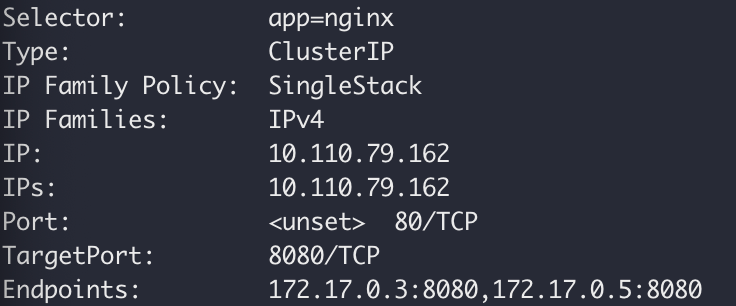 Selector: app=nginx
Type: ClusterIP
IP Family Policy: SingleStack
IP Families: IPv4
IP: 10.110.79.162
IPs: 10.110.79.162
Port: <unset> 80/TCP
TargetPort: 8080/TCP
Endpoints: 172.17.0.3:8080,172.17.0.5:8080